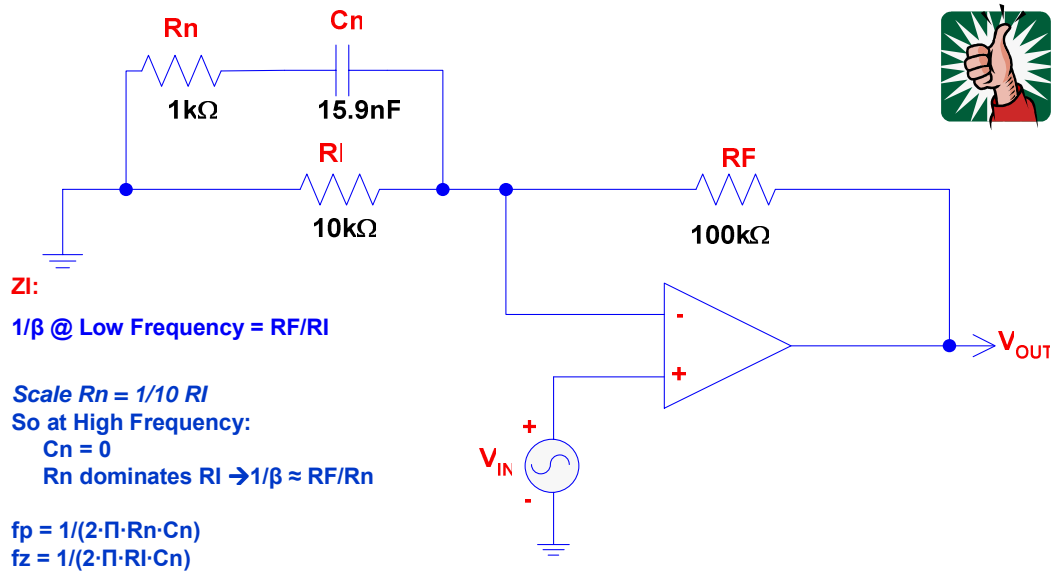 Rn
Cn
1kΩ
15.9nF
RI
RF
10kΩ
100kΩ
ZI:
1/β @ Low Frequency = RF/RI
-
+
VOUT
Scale Rn = 1/10 RI
So at High Frequency:
Cn = 0
Rn dominates RI →1/β ≈ RF/Rn
+
VIN
-
fp = 1/(2·Π·Rn·Cn)
fz = 1/(2·Π·RI·Cn)